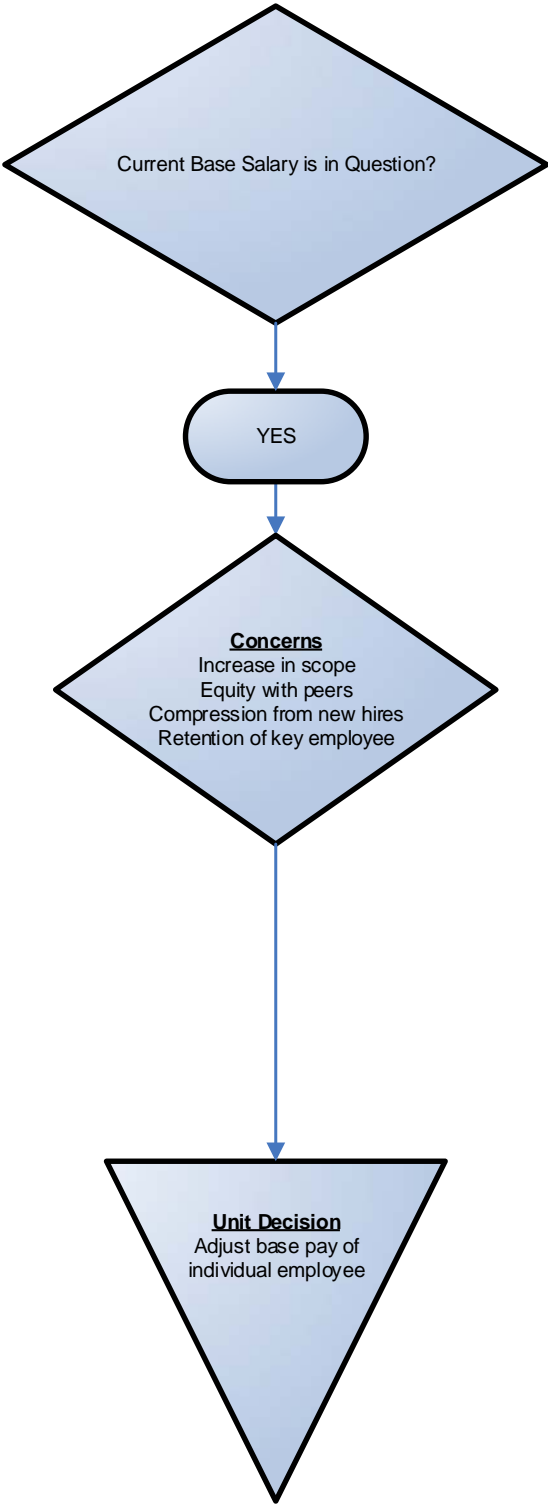 Current Base Salary is in Question?
YES
Concerns
Increase in scope
Equity with peers
Compression from new hires
Retention of key employee
Unit Decision
Adjust base pay of
individual employee